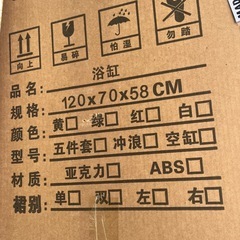 向上 易碎 怕湿 勿踏
浴缸
品名:
规格: 120x70x58CM
颜色: 黄□ 绿□ 红□ 白□
型号: 五件套□ 冲浪□ 空缸□
材质: 亚克力□ ABS□
裙别: 单□ 双□ 左□ 右□